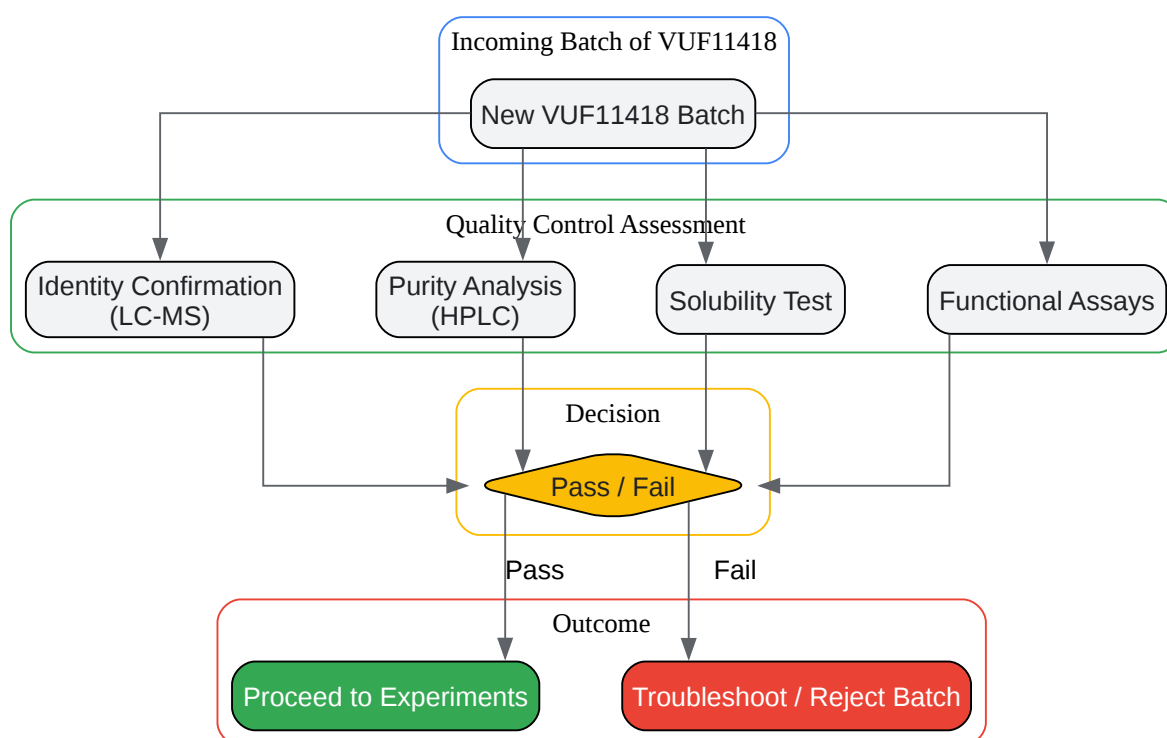 Incoming Batch of VUF11418
New VUF11418 Batch
Quality Control Assessment
Identity Confirmation
(LC-MS)
Purity Analysis
(HPLC)
Solubility Test
Functional Assays
Decision
Pass / Fail
Pass
Fail
Outcome
Proceed to Experiments
Troubleshoot / Reject Batch